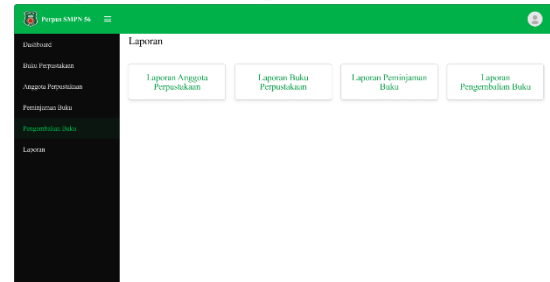 Perpus SMPN 56
Dashboard
Buku Perpustakaan
Anggota Perpustakaan
Peminjaman Buku
Pengembalian Buku
Laporan
Laporan
Laporan Anggota
Perpustakaan
Laporan Buku
Perpustakaan
Laporan Peminjaman
Buku
Laporan
Pengembalian Buku